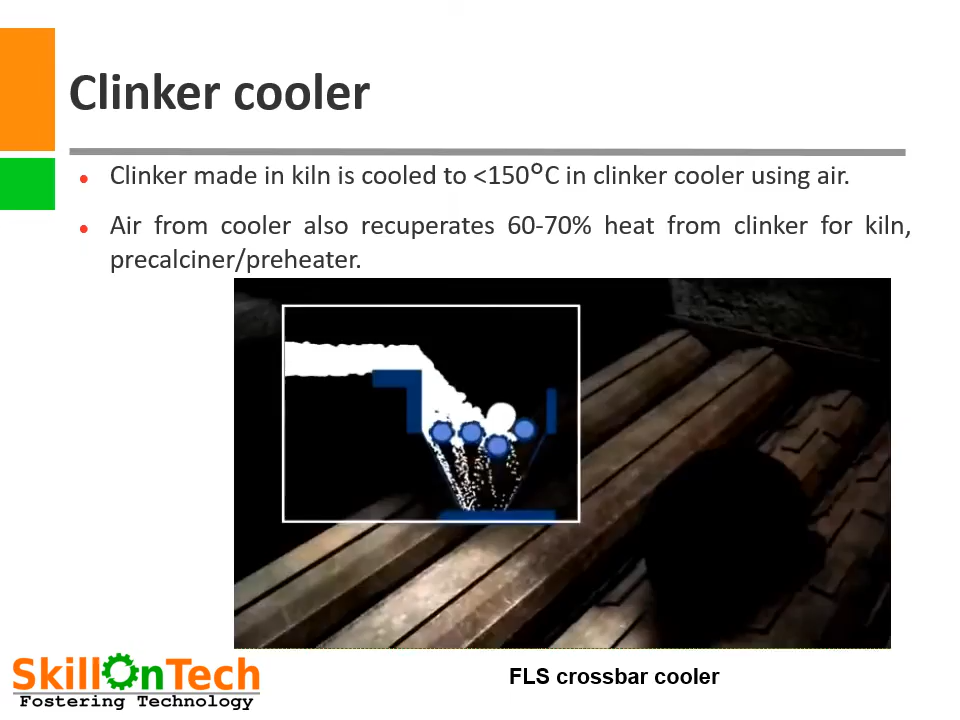 Clinker cooler
Clinker made in kiln is cooled to <150°C in clinker cooler using air.
Air from cooler also recuperates 60-70% heat from clinker for kiln,
precalciner/preheater.
SkillOnTech
Fostering Technology
FLS crossbar cooler